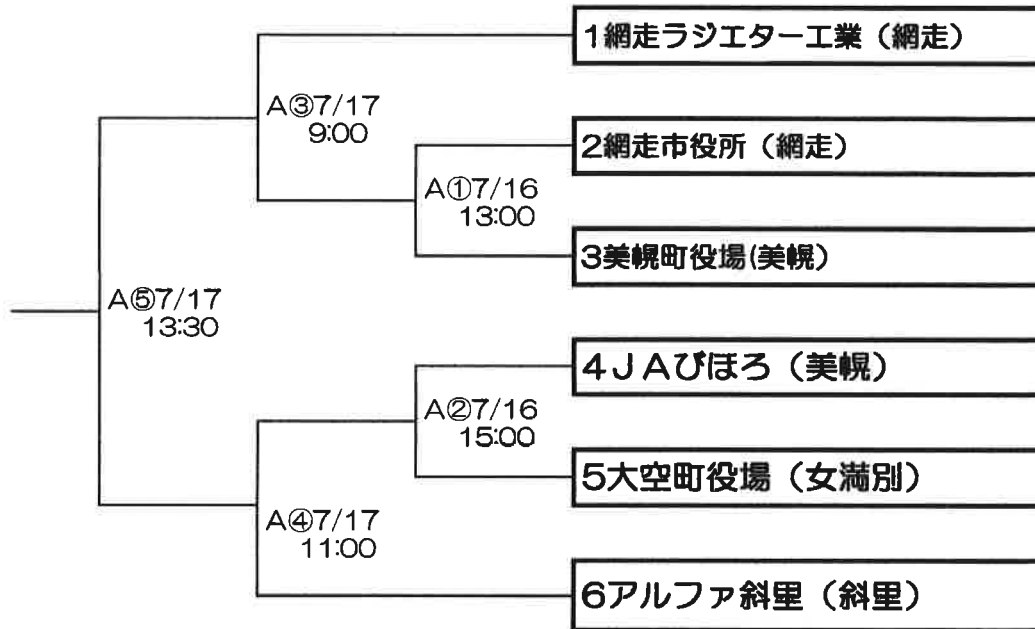 1網走ラジエター工業（網走）
A③7/17
9:00
2網走市役所（網走）
A①7/16
13:00
3美幌町役場(美幌）
A⑤7/17
13:30
4ＪＡびほろ（美幌）
A②7/16
15:00
5大空町役場（女満別）
A④7/17
11:00
6アルファ斜里（斜里）